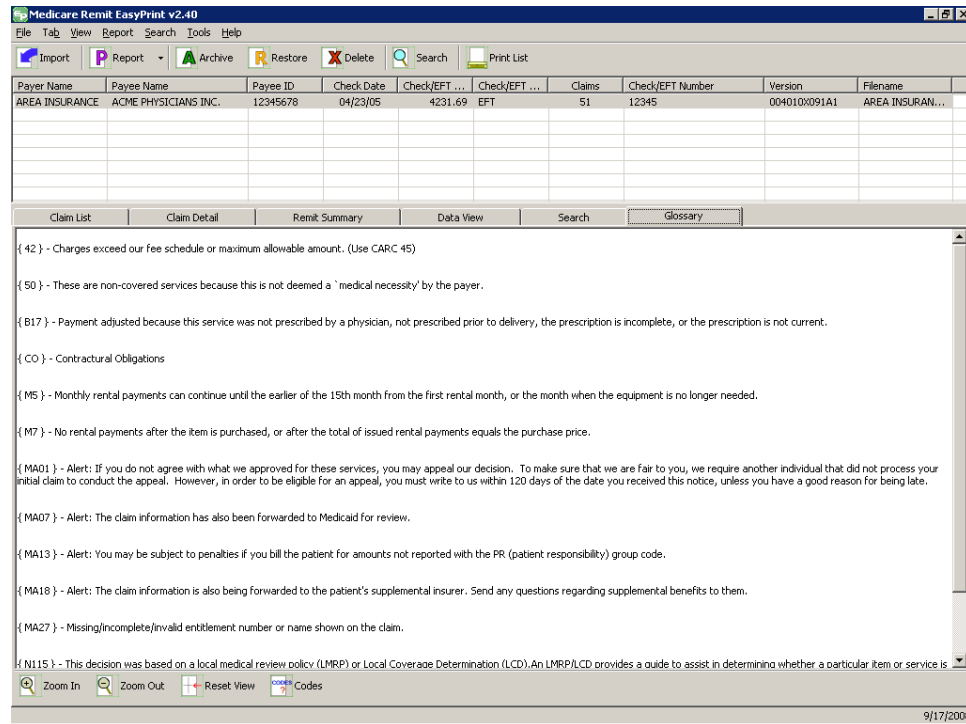 Medicare Remit EasyPrint v2.40
File Tab View Report Search Tools Help
Import Report Archive Restore Delete Search Print List
Payer Name Payee Name Payee ID Check Date Check/EFT ... Check/EFT ... Claims Check/EFT Number Version Filename
AREA INSURANCE ACME PHYSICIANS INC. 12345678 04/23/05 4231.69 EFT 51 12345 004010X091A1 AREA INSURAN...
Claim List Claim Detail Remit Summary Data View Search Glossary
{ 42 } - Charges exceed our fee schedule or maximum allowable amount. (Use CARC 45)
{ 50 } - These are non-covered services because this is not deemed a `medical necessity' by the payer.
{ B17 } - Payment adjusted because this service was not prescribed by a physician, not prescribed prior to delivery, the prescription is incomplete, or the prescription is not current.
{ CO } - Contractural Obligations
{ M5 } - Monthly rental payments can continue until the earlier of the 15th month from the first rental month, or the month when the equipment is no longer needed.
{ M7 } - No rental payments after the item is purchased, or after the total of issued rental payments equals the purchase price.
{ MA01 } - Alert: If you do not agree with what we approved for these services, you may appeal our decision. To make sure that we are fair to you, we require another individual that did not process your
initial claim to conduct the appeal. However, in order to be eligible for an appeal, you must write to us within 120 days of the date you received this notice, unless you have a good reason for being late.
{ MA07 } - Alert: The claim information has also been forwarded to Medicaid for review.
{ MA13 } - Alert: You may be subject to penalties if you bill the patient for amounts not reported with the PR (patient responsibility) group code.
{ MA18 } - Alert: The claim information is also being forwarded to the patient's supplemental insurer. Send any questions regarding supplemental benefits to them.
{ MA27 } - Missing/incomplete/invalid entitlement number or name shown on the claim.
{ N115 } - This decision was based on a local medical review policy (LMRP) or Local Coverage Determination (LCD).An LMRP/LCD provides a guide to assist in determining whether a particular item or service is
Zoom In Zoom Out Reset View CODES ? Codes
9/17/200